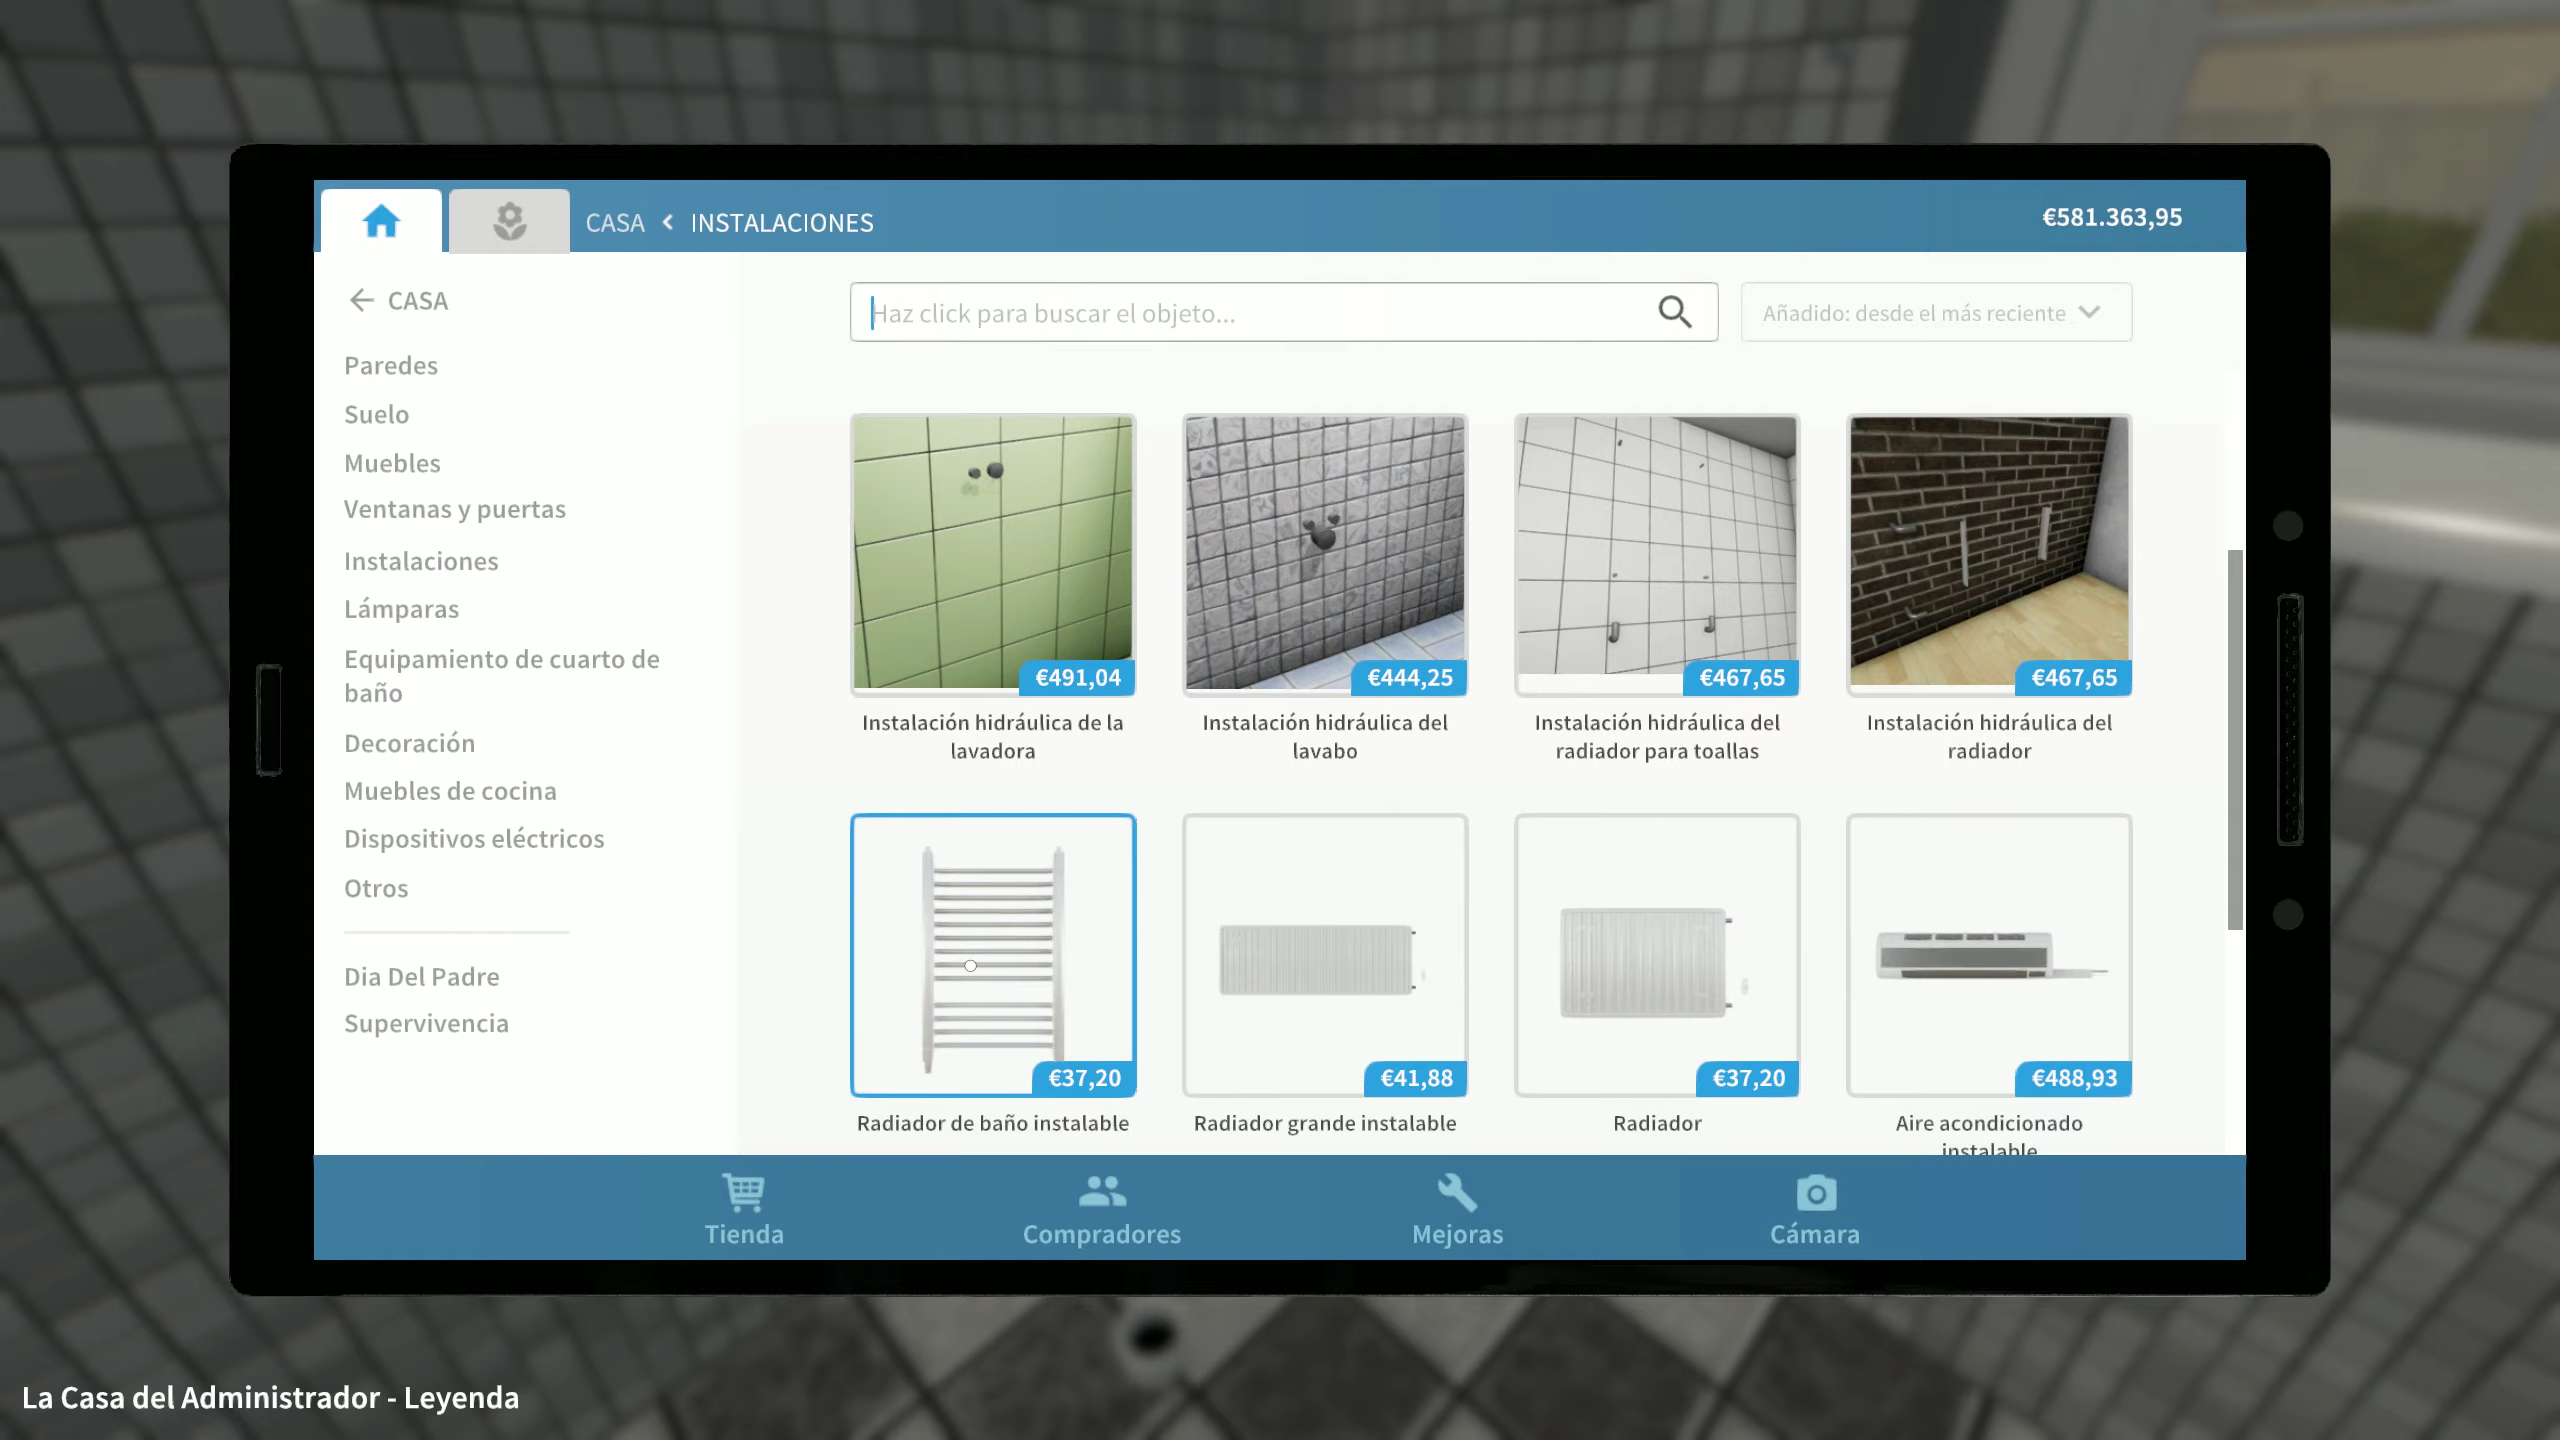 CASA < INSTALACIONES
€581.363,95
CASA
Haz click para buscar el objeto...
Añadido: desde el más reciente
Paredes
Suelo
Muebles
Ventanas y puertas
Instalaciones
Lámparas
Equipamiento de cuarto de
baño
Decoración
Muebles de cocina
Dispositivos eléctricos
Otros
Dia Del Padre
Supervivencia
€491,04
€444,25
€467,65
€467,65
Instalación hidráulica de la
lavadora
Instalación hidráulica del
lavabo
Instalación hidráulica del
radiador para toallas
Instalación hidráulica del
radiador
€37,20
€41,88
€37,20
€488,93
Radiador de baño instalable
Radiador grande instalable
Radiador
Aire acondicionado
instalable
Tienda
Compradores
Mejoras
Cámara
La Casa del Administrador - Leyenda